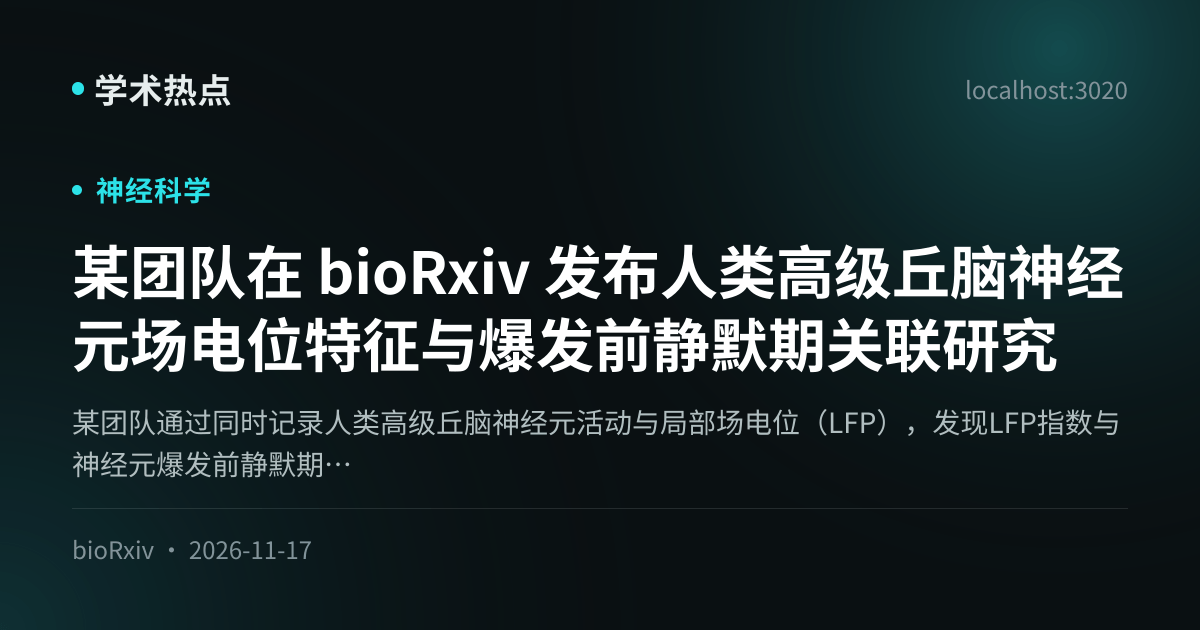 学术热点
localhost:3020
神经科学
某团队在 bioRxiv 发布人类高级丘脑神经
元场电位特征与爆发前静默期关联研究
某团队通过同时记录人类高级丘脑神经元活动与局部场电位（LFP），发现LFP指数与
神经元爆发前静默期…
bioRxiv · 2026-11-17